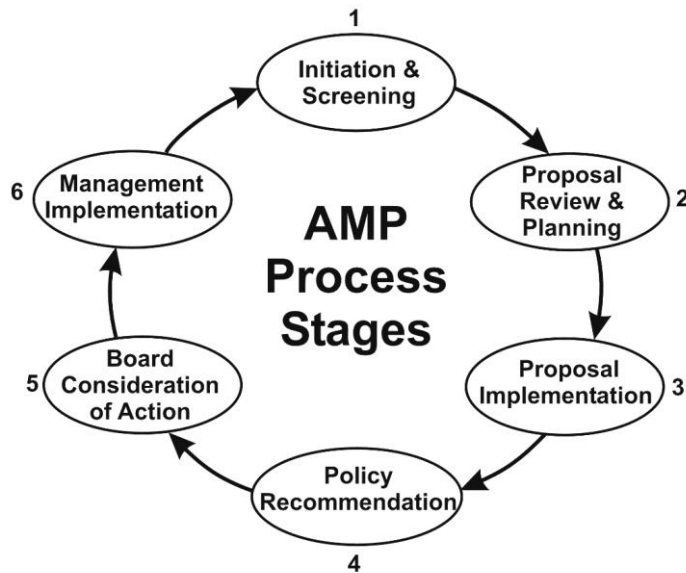 1
Initiation &
Screening
Proposal
Review &
Planning
2
Proposal
Implementation
3
Policy
Recommendation
4
Board
Consideration
of Action
5
Management
Implementation
6
AMP
Process
Stages